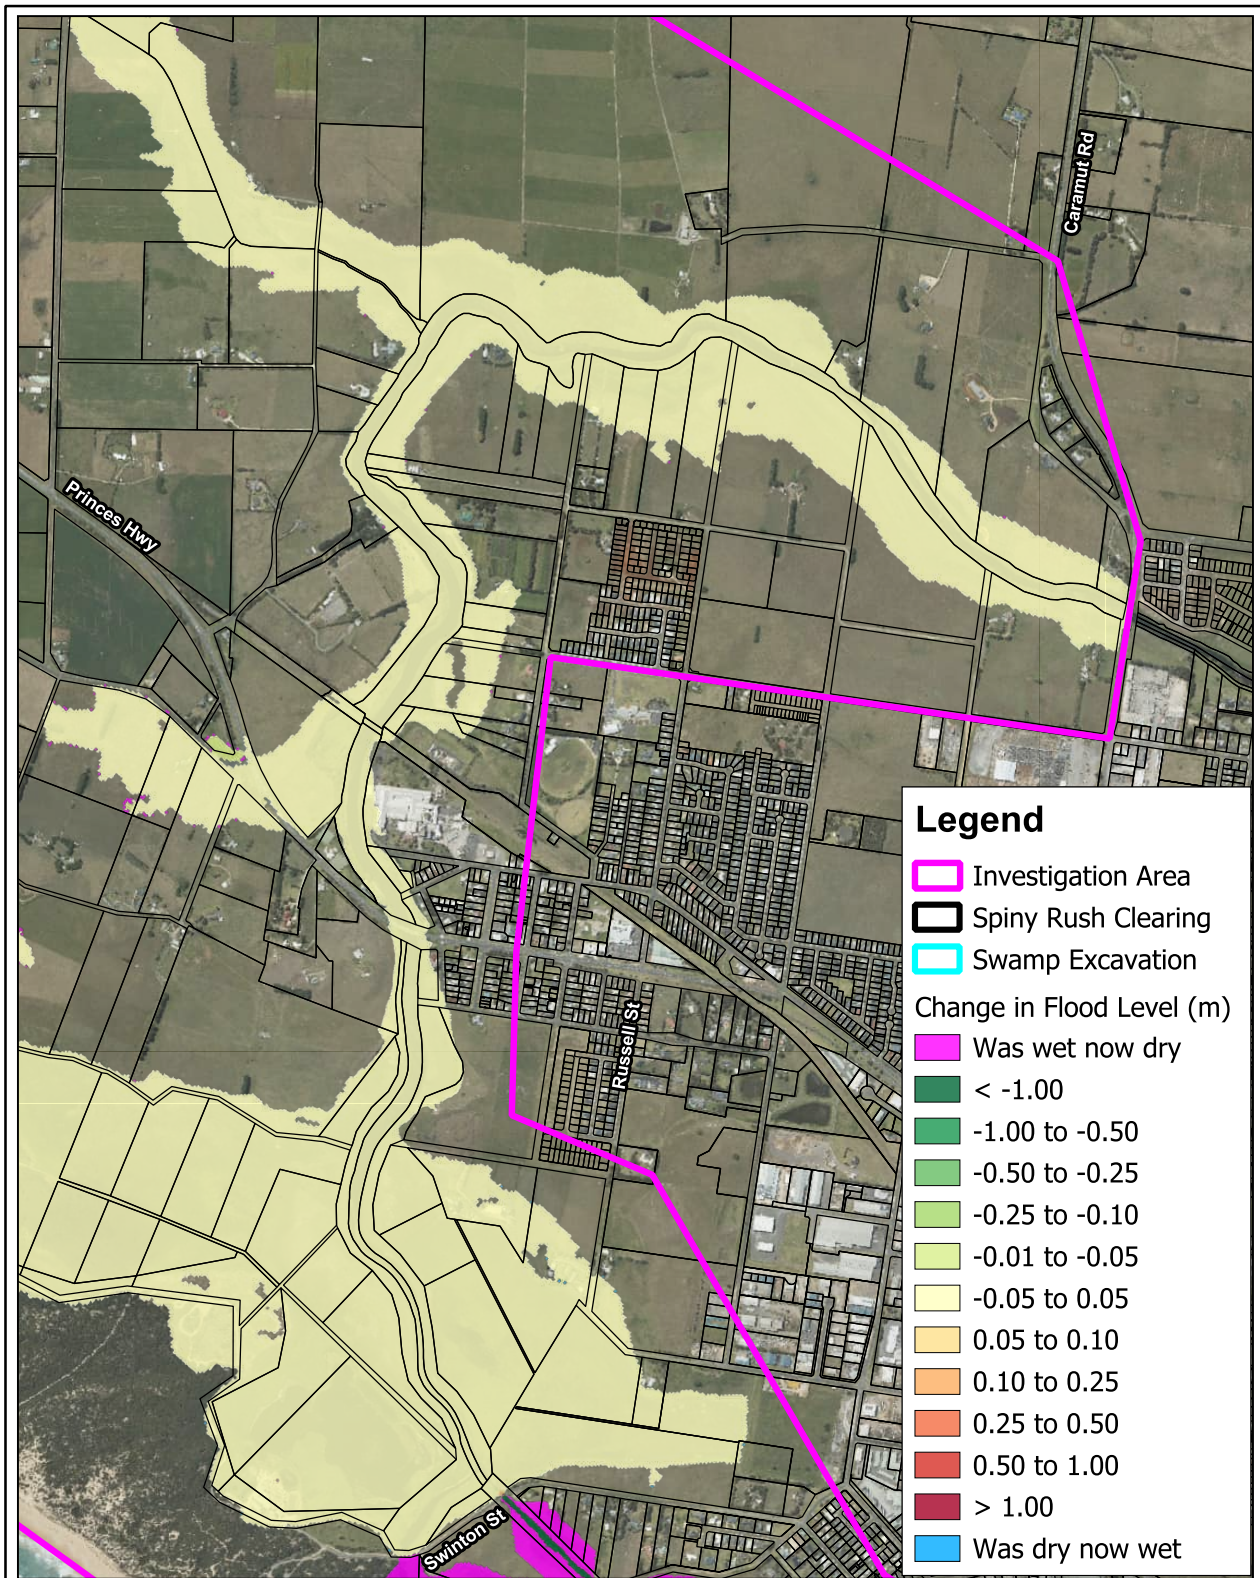 Caramut Rd
Princes Hwy
Russell St
Swinton St
Legend
Investigation Area
Spiny Rush Clearing
Swamp Excavation
Change in Flood Level (m)
Was wet now dry
< -1.00
-1.00 to -0.50
-0.50 to -0.25
-0.25 to -0.10
-0.01 to -0.05
-0.05 to 0.05
0.05 to 0.10
0.10 to 0.25
0.25 to 0.50
0.50 to 1.00
> 1.00
Was dry now wet